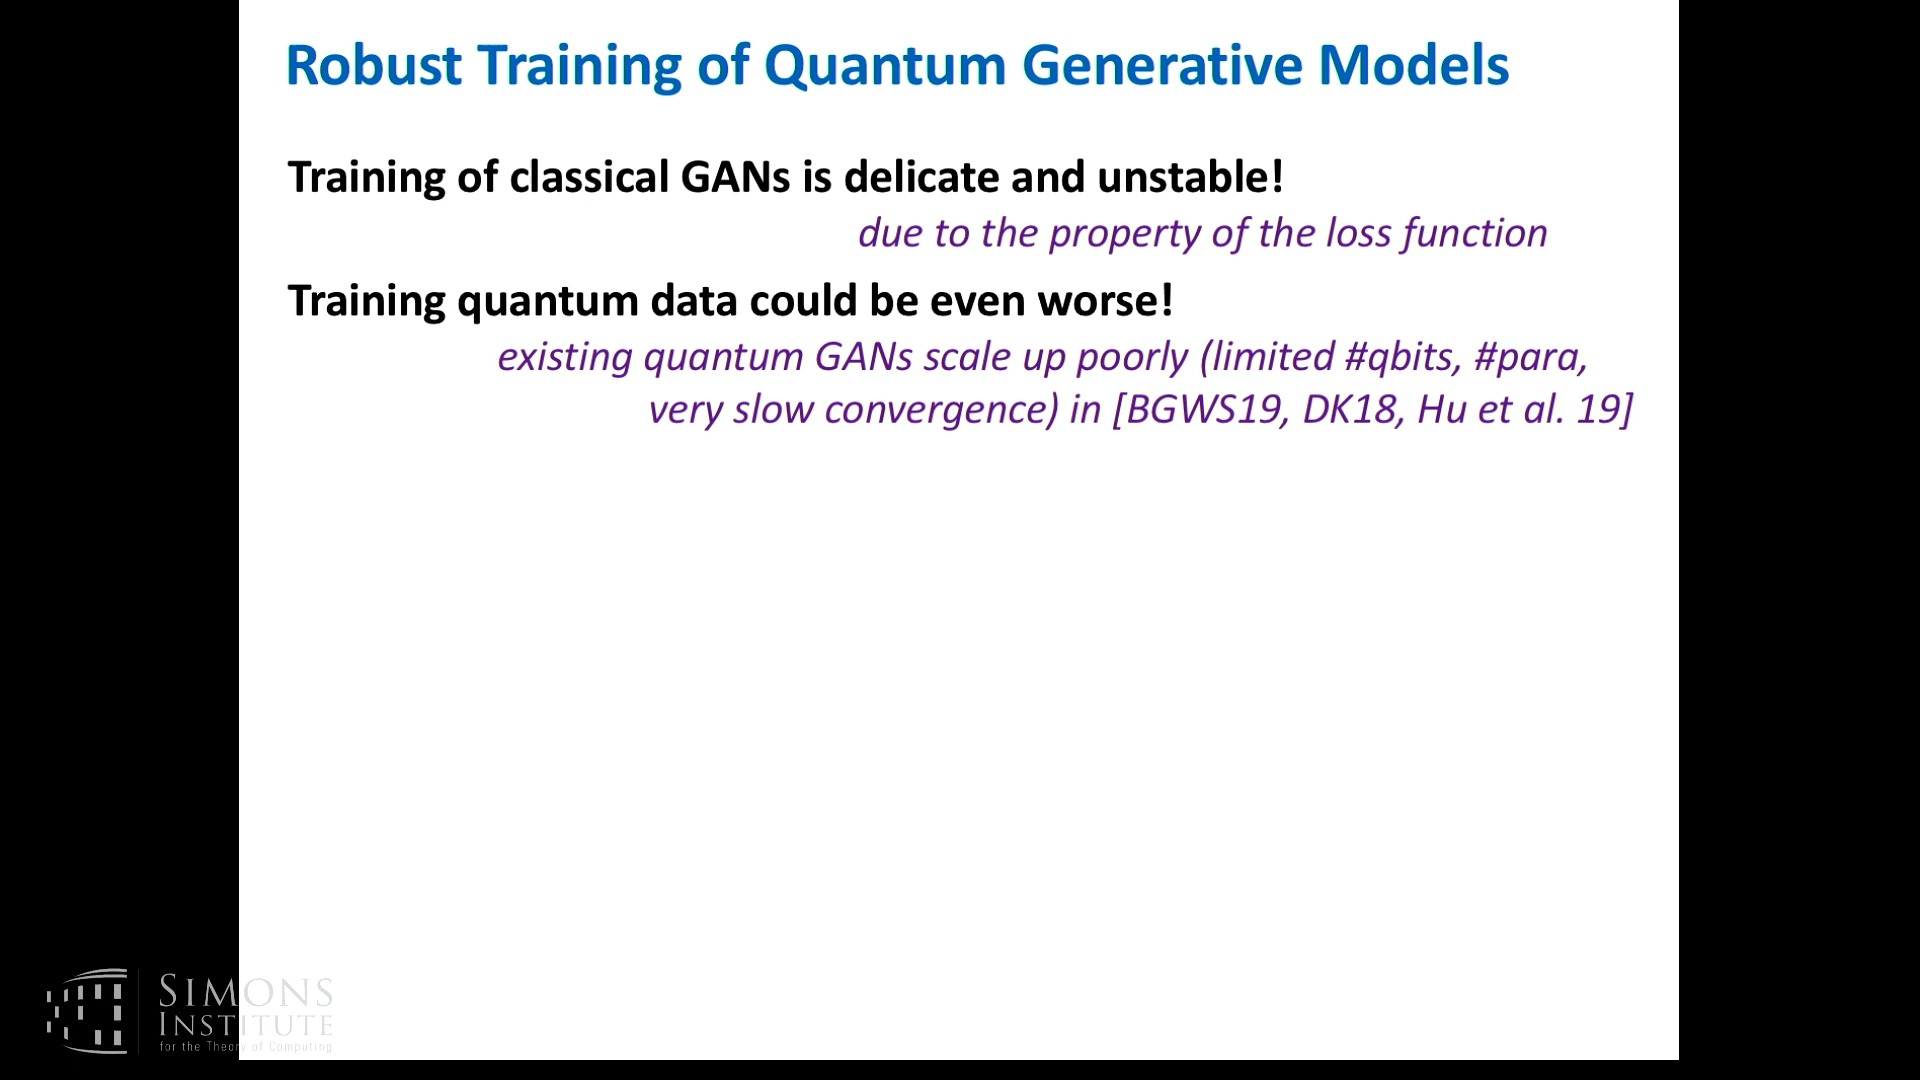 Robust Training of Quantum Generative Models
Training of classical GANs is delicate and unstable!
due to the property of the loss function
Training quantum data could be even worse!
existing quantum GANs scale up poorly (limited #qbits, #para,
very slow convergence) in [BGWS19, DK18, Hu et al. 19]
SIMONS
INSTITUTE
for the Theory of Computing